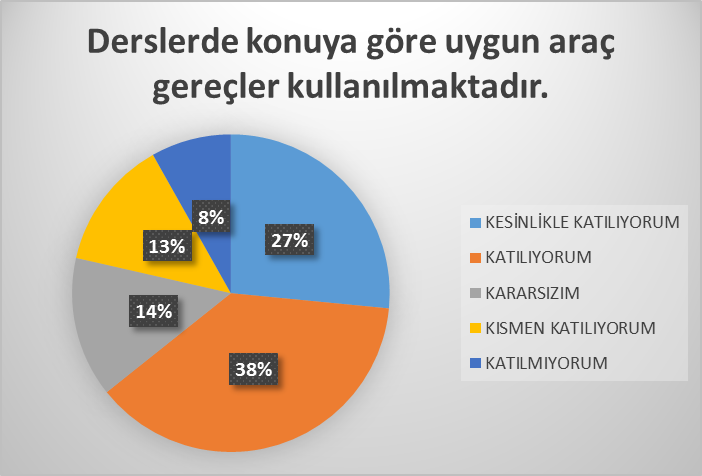 Derslerde konuya göre uygun araç
gereçler kullanılmaktadır.
8%
27%
13%
14%
38%
KESİNLİKLE KATILIYORUM
KATILIYORUM
KARARSIZIM
KISMEN KATILIYORUM
KATILMIYORUM